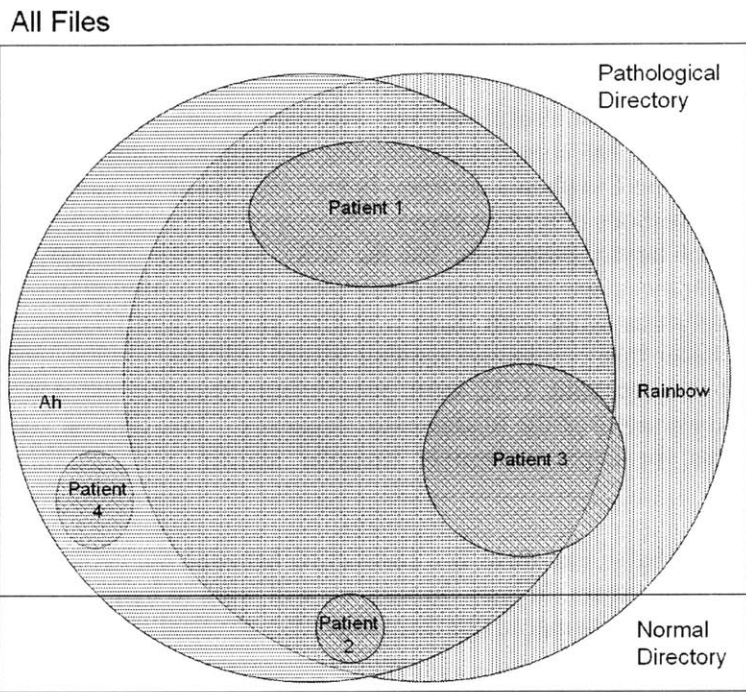 All Files
Pathological
Directory
Patient 1
Ah
Rainbow
Patient 3
Patient
4
Patient
2
Normal
Directory